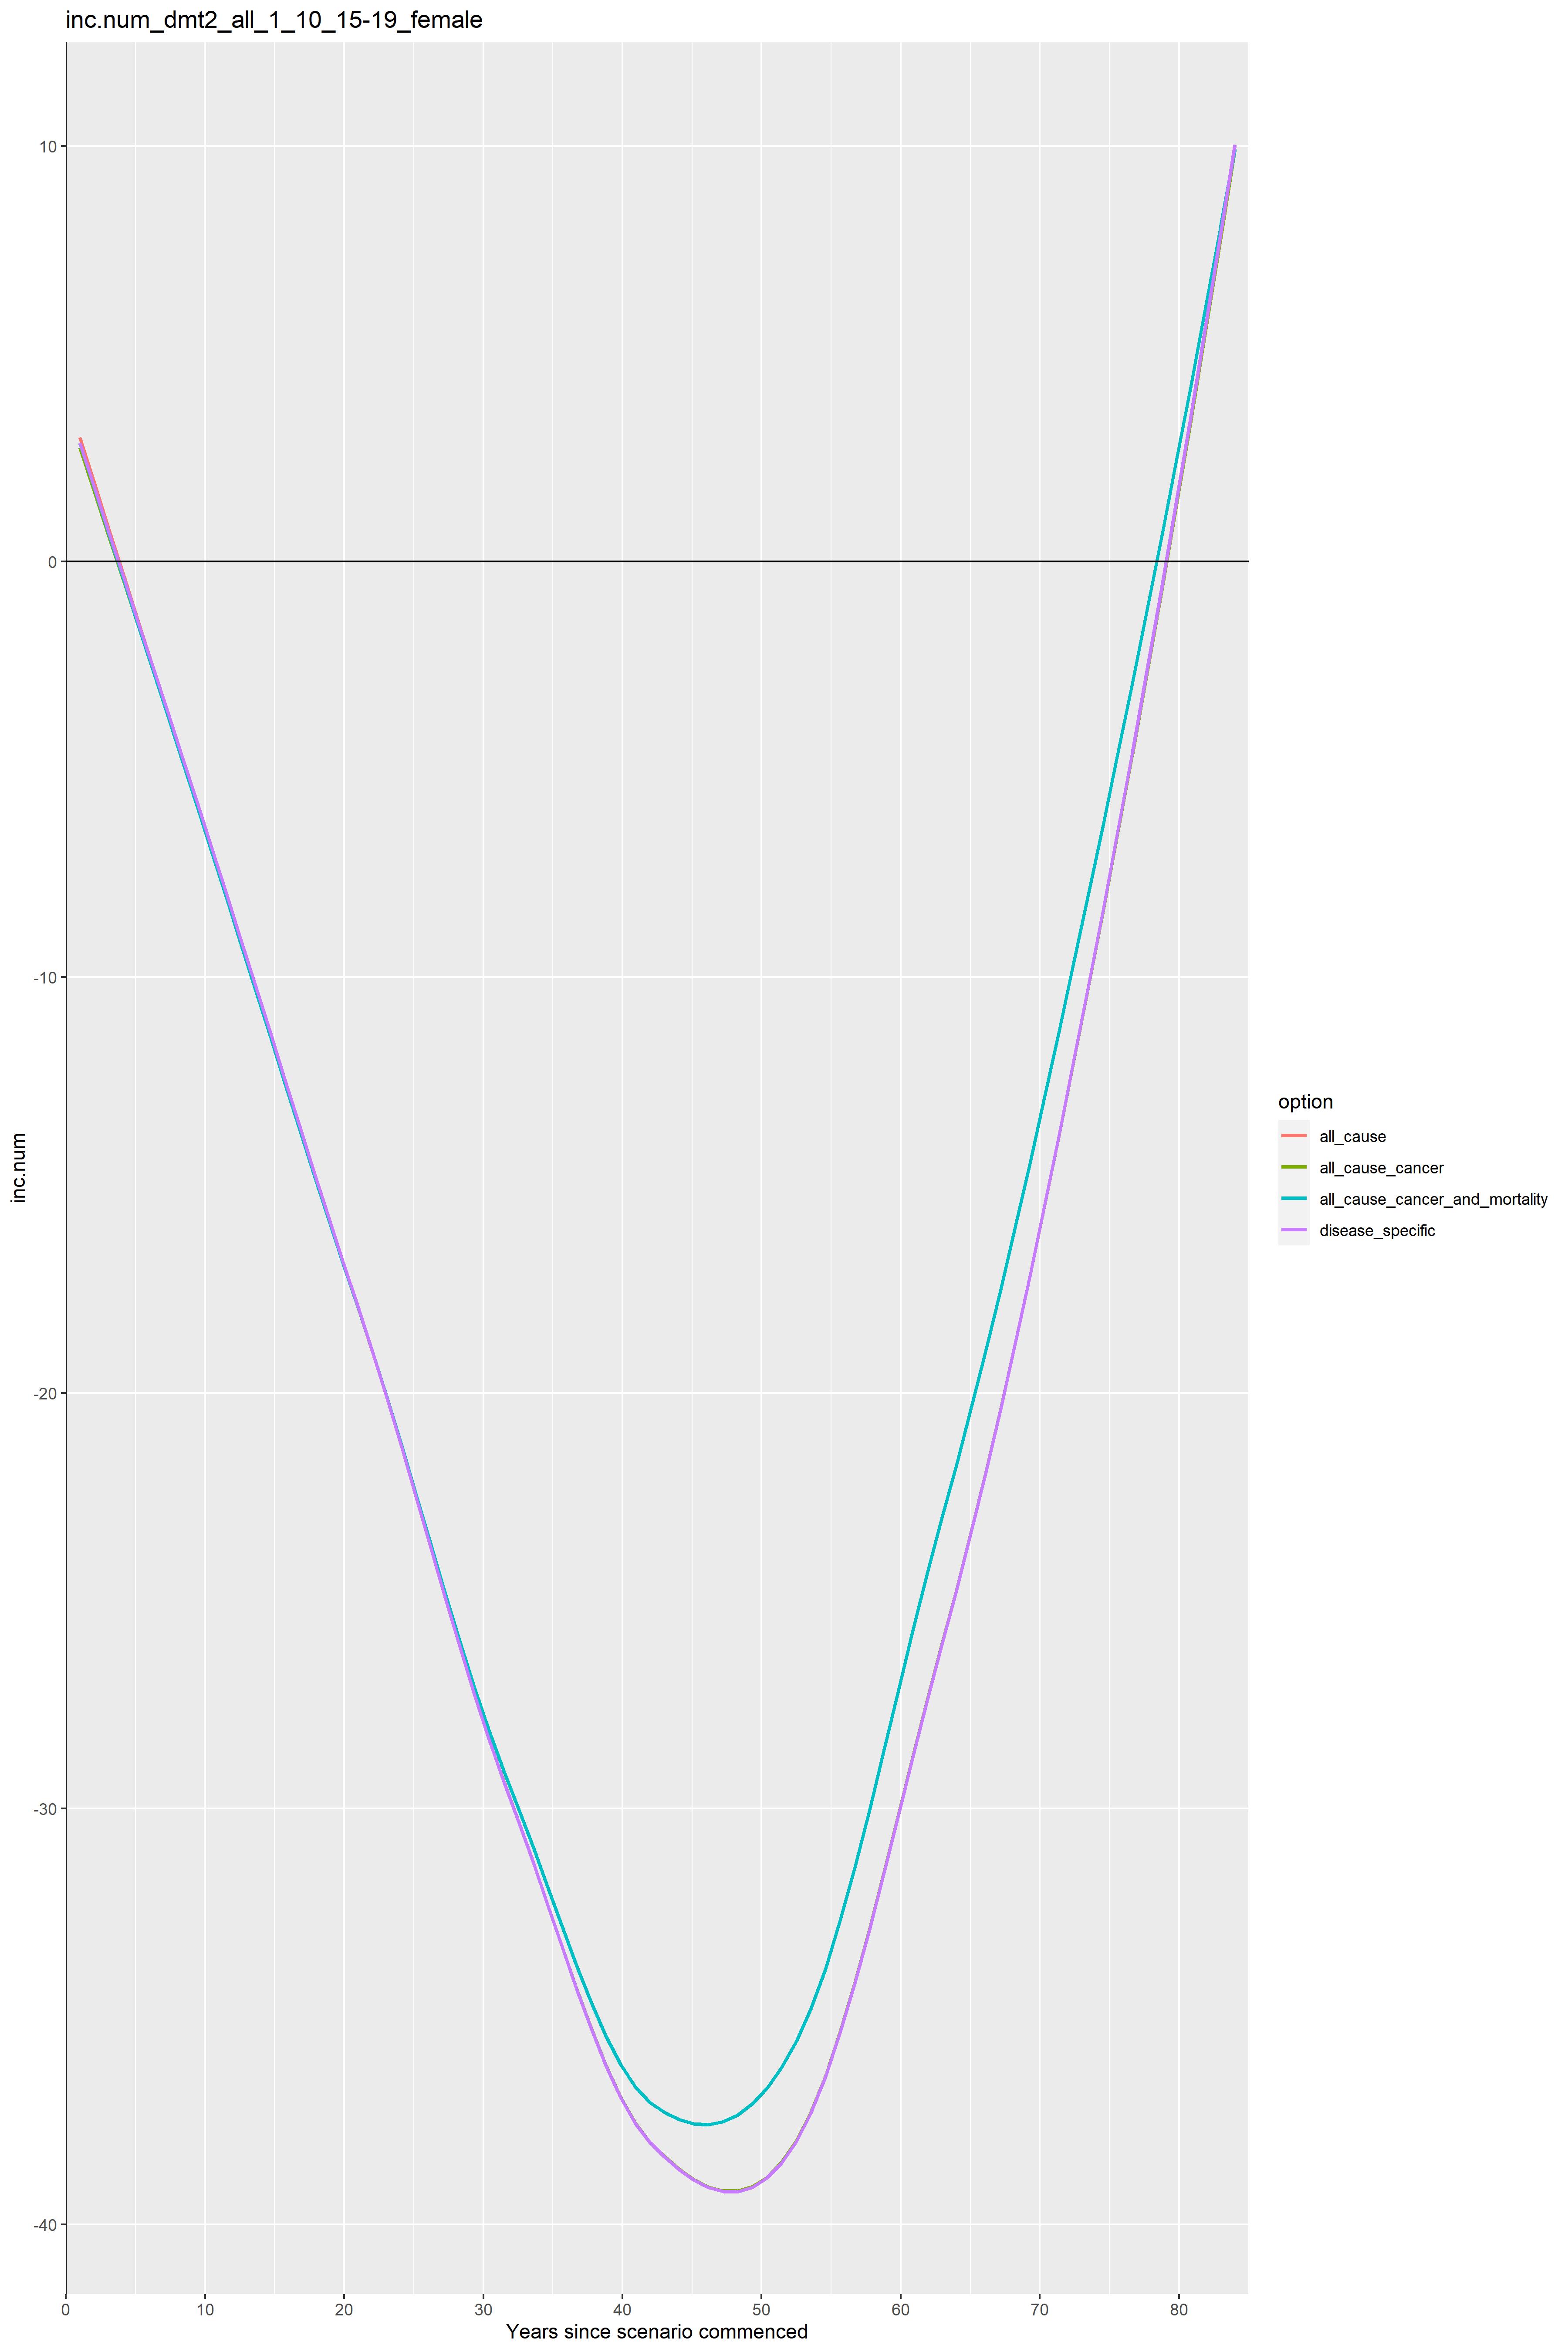 inc.num_dmt2_all_1_10_15-19_female
10
0
-10
-20
-30
-40
inc.num
0 10 20 30 40 50 60 70 80
Years since scenario commenced
option
all_cause
all_cause_cancer
all_cause_cancer_and_mortality
disease_specific